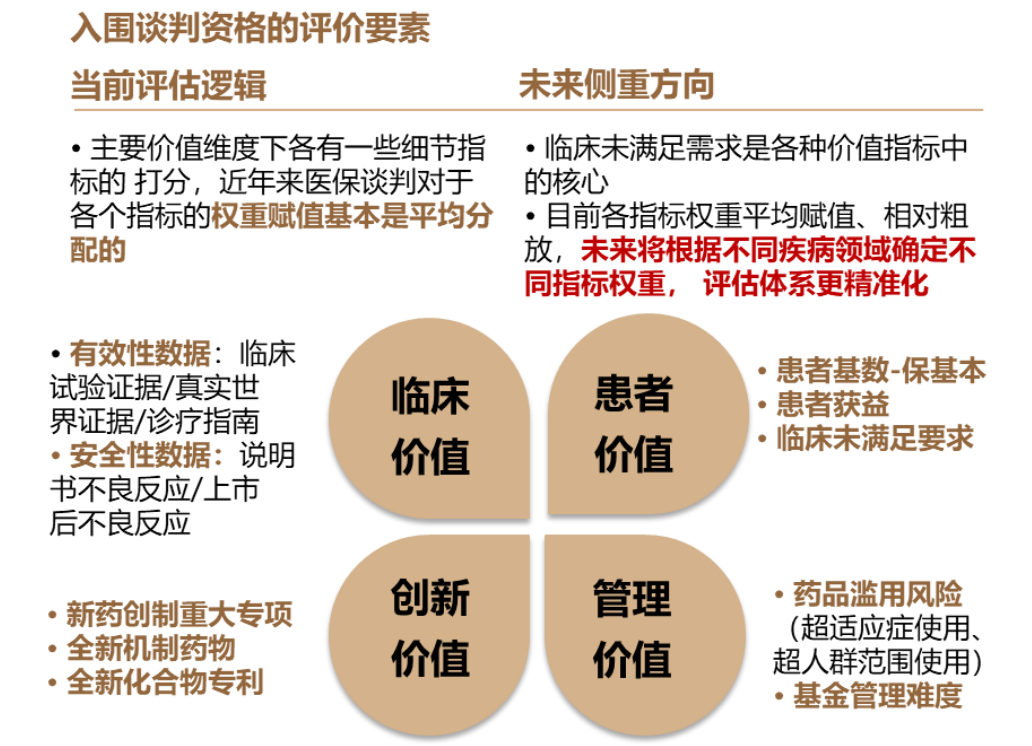 入围谈判资格的评价要素
当前评估逻辑
• 主要价值维度下各有一些细节指
标的 打分，近年来医保谈判对于
各个指标的权重赋值基本是平均分
配的
未来侧重方向
• 临床未满足需求是各种价值指标中
的核心
• 目前各指标权重平均赋值、相对粗
放，未来将根据不同疾病领域确定不
同指标权重， 评估体系更精准化
• 有效性数据：临床
试验证据/真实世
界证据/诊疗指南
• 安全性数据：说明
书不良反应/上市
后不良反应
临床
价值
患者
价值
• 患者基数-保基本
• 患者获益
• 临床未满足要求
• 新药创制重大专项
• 全新机制药物
• 全新化合物专利
创新
价值
管理
价值
• 药品滥用风险
（超适应症使用、
超人群范围使用）
• 基金管理难度